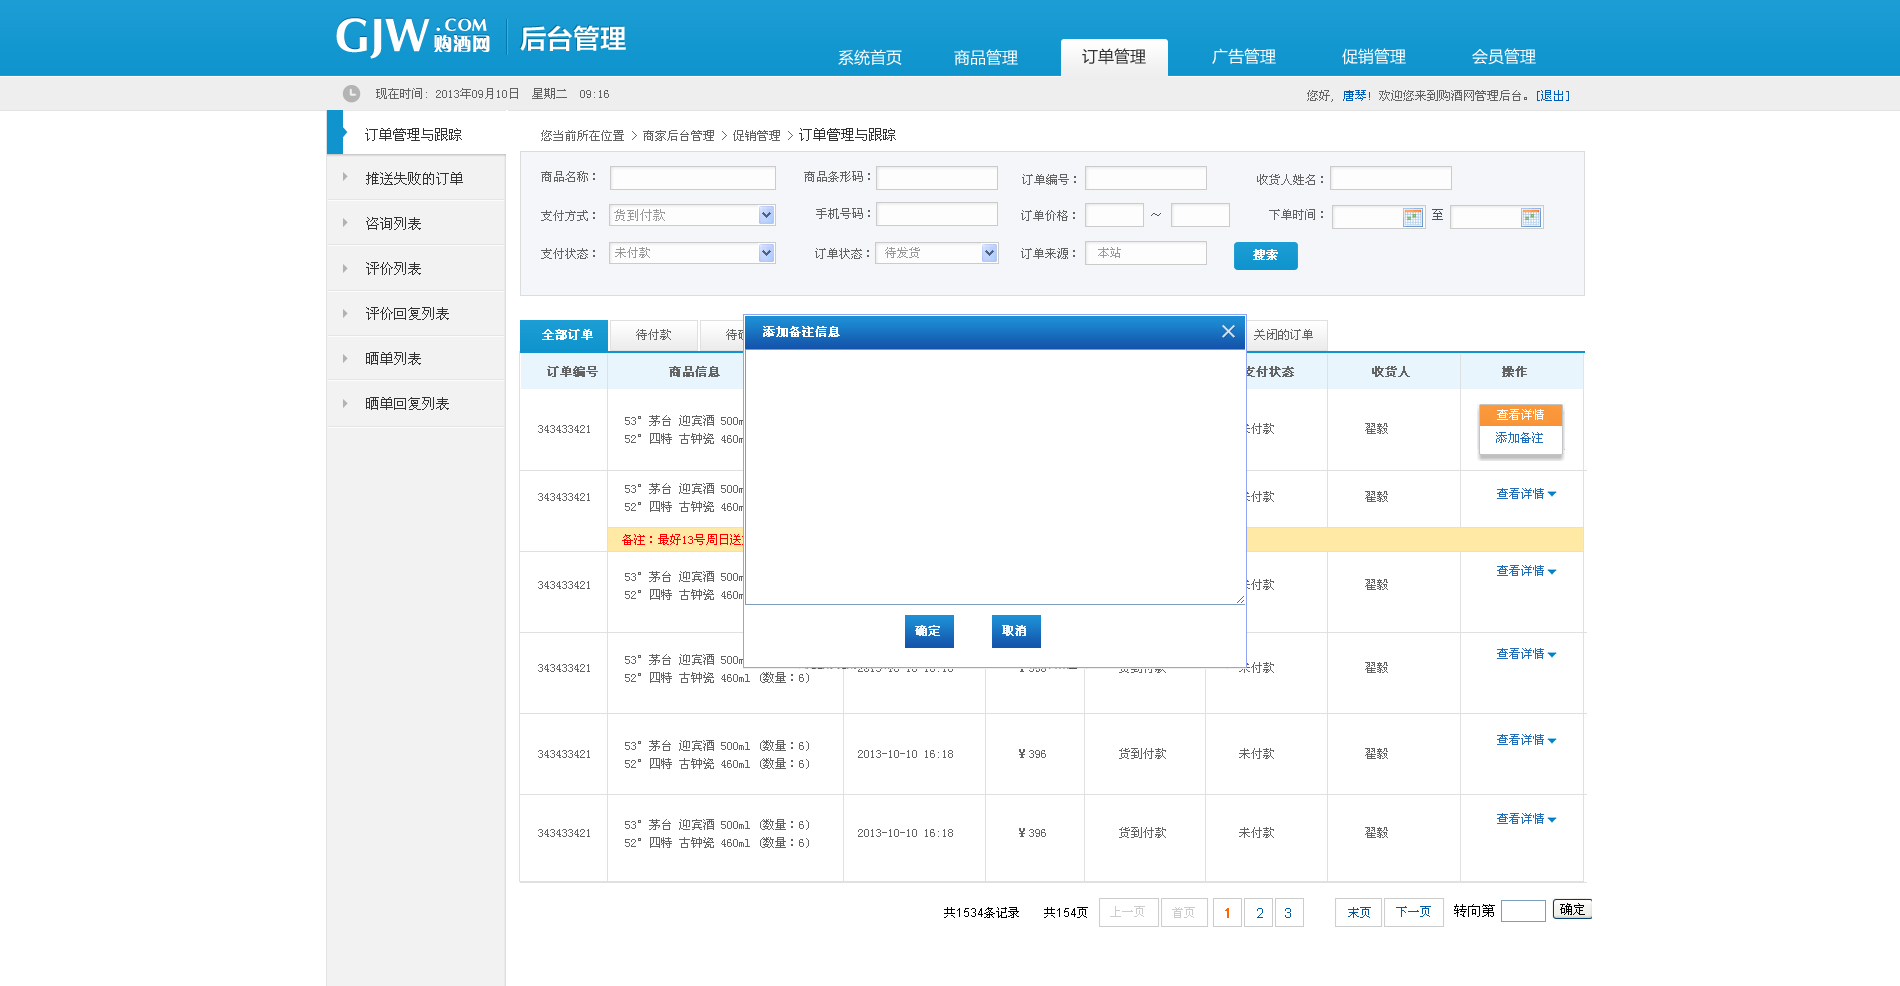 GJW.COM 购酒网 后台管理
系统首页 商品管理 订单管理 广告管理 促销管理 会员管理
现在时间：2013年09月10日 星期二 09:16
您好，唐琴！欢迎您来到购酒网管理后台。[退出]
订单管理与跟踪
推送失败的订单
咨询列表
评价列表
评价回复列表
晒单列表
晒单回复列表
您当前所在位置 > 商家后台管理 > 促销管理 > 订单管理与跟踪
商品名称： 商品条形码： 订单编号： 收货人姓名：
支付方式： 货到付款 手机号码： 订单价格： ～ 下单时间： 至
支付状态： 未付款 订单状态： 待发货 订单来源： 本站 搜索
全部订单 待付款 待 关闭的订单
添加备注信息
订单编号 商品信息 支付状态 收货人 操作
343433421 53° 茅台 迎宾酒 500m 未付款 翟毅 查看详情
52° 四特 古钟瓷 460m 添加备注
343433421 53° 茅台 迎宾酒 500m 未付款 翟毅 查看详情
52° 四特 古钟瓷 460m
备注：最好13号周日送
343433421 53° 茅台 迎宾酒 500m 未付款 翟毅 查看详情
52° 四特 古钟瓷 460m
确定 取消
343433421 53° 茅台 迎宾酒 500m 2013-10-10 16:18 ¥ 396 货到付款 未付款 翟毅 查看详情
52° 四特 古钟瓷 460ml (数量：6)
343433421 53° 茅台 迎宾酒 500ml (数量：6) 2013-10-10 16:18 ¥ 396 货到付款 未付款 翟毅 查看详情
52° 四特 古钟瓷 460ml (数量：6)
343433421 53° 茅台 迎宾酒 500ml (数量：6) 2013-10-10 16:18 ¥ 396 货到付款 未付款 翟毅 查看详情
52° 四特 古钟瓷 460ml (数量：6)
共1534条记录 共154页 上一页 首页 1 2 3 末页 下一页 转向第 确定